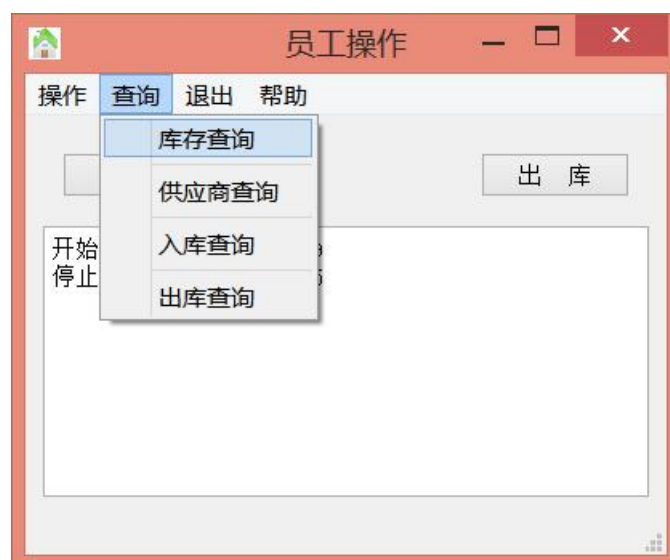 员工操作
操作 查询 退出 帮助
库存查询
供应商查询
入库查询
出库查询
出 库
开始
停止